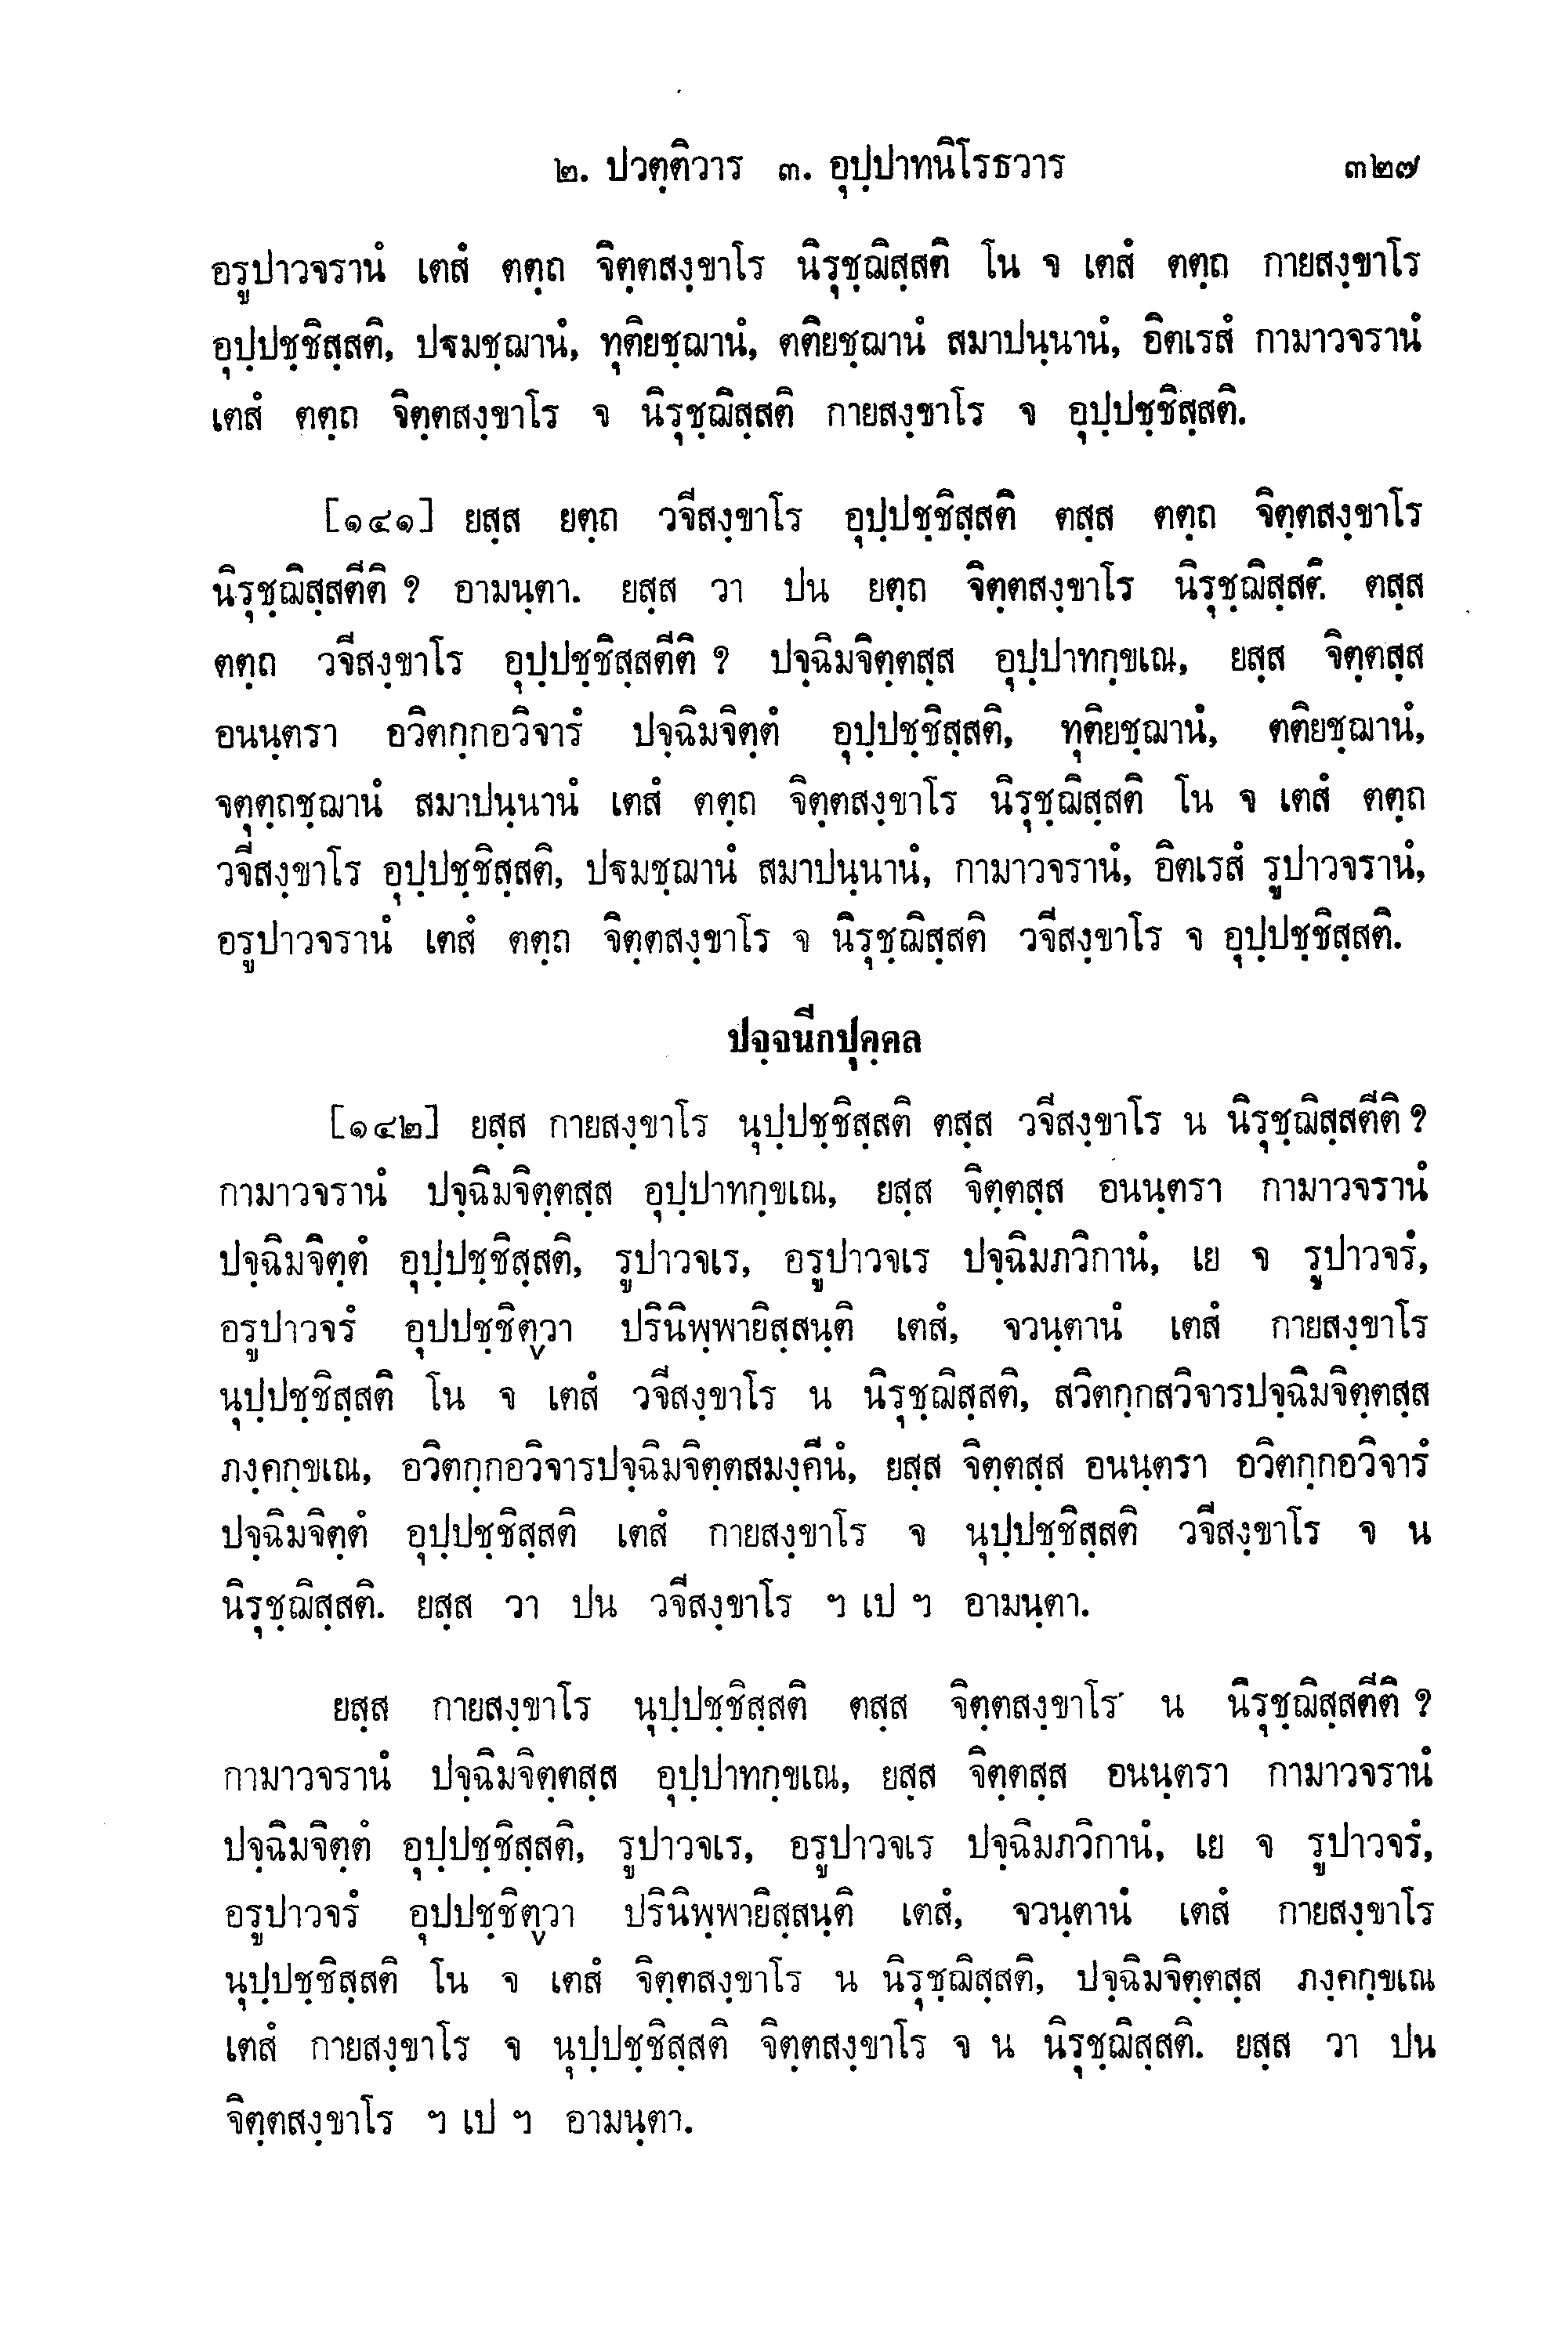 ๒. ปวตฺติวาร ๓. อุปฺปาทนิโรธวาร ๓๒๗
อรูปาวจรานํ เตสํ ตตฺถ จิตฺตสงฺขาโร นิรุชฺฌิสฺสติ โน จ เตสํ ตตฺถ กายสงฺขาโร
อุปฺปชฺชิสฺสติ, ปฐมชฺฌานํ, ทุติยชฺฌานํ, ตติยชฺฌานํ สมาปนฺนานํ, อิตเรสํ กามาวจรานํ
เตสํ ตตฺถ จิตฺตสงฺขาโร จ นิรุชฺฌิสฺสติ กายสงฺขาโร จ อุปฺปชฺชิสฺสติ.
[๑๔๑] ยสฺส ยตฺถ วจีสงฺขาโร อุปฺปชฺชิสฺสติ ตสฺส ตตฺถ จิตฺตสงฺขาโร
นิรุชฺฌิสฺสตีติ ? อามนฺตา. ยสฺส วา ปน ยตฺถ จิตฺตสงฺขาโร นิรุชฺฌิสฺสติ. ตสฺส
ตตฺถ วจีสงฺขาโร อุปฺปชฺชิสฺสตีติ ? ปจฺฉิมจิตฺตสฺส อุปฺปาทกฺขเณ, ยสฺส จิตฺตสฺส
อนนฺตรา อวิตกฺกอวิจารํ ปจฺฉิมจิตฺตํ อุปฺปชฺชิสฺสติ, ทุติยชฺฌานํ, ตติยชฺฌานํ,
จตุตฺถชฺฌานํ สมาปนฺนานํ เตสํ ตตฺถ จิตฺตสงฺขาโร นิรุชฺฌิสฺสติ โน จ เตสํ ตตฺถ
วจีสงฺขาโร อุปฺปชฺชิสฺสติ, ปฐมชฺฌานํ สมาปนฺนานํ, กามาวจรานํ, อิตเรสํ รูปาวจรานํ,
อรูปาวจรานํ เตสํ ตตฺถ จิตฺตสงฺขาโร จ นิรุชฺฌิสฺสติ วจีสงฺขาโร จ อุปฺปชฺชิสฺสติ.
ปจฺจนีกปุคฺคล
[๑๔๒] ยสฺส กายสงฺขาโร นุปฺปชฺชิสฺสติ ตสฺส วจีสงฺขาโร น นิรุชฺฌิสฺสตีติ ?
กามาวจรานํ ปจฺฉิมจิตฺตสฺส อุปฺปาทกฺขเณ, ยสฺส จิตฺตสฺส อนนฺตรา กามาวจรานํ
ปจฺฉิมจิตฺตํ อุปฺปชฺชิสฺสติ, รูปาวจเร, อรูปาวจเร ปจฺฉิมภวิกานํ, เย จ รูปาวจรํ,
อรูปาวจรํ อุปฺปชฺชิตฺวา ปรินิพฺพายิสฺสนฺติ เตสํ, จวนฺตานํ เตสํ กายสงฺขาโร
นุปฺปชฺชิสฺสติ โน จ เตสํ วจีสงฺขาโร น นิรุชฺฌิสฺสติ, สวิตกฺกสวิจารปจฺฉิมจิตฺตสฺส
ภงฺคกฺขเณ, อวิตกฺกอวิจารปจฺฉิมจิตฺตสมงฺคีนํ, ยสฺส จิตฺตสฺส อนนฺตรา อวิตกฺกอวิจารํ
ปจฺฉิมจิตฺตํ อุปฺปชฺชิสฺสติ เตสํ กายสงฺขาโร จ นุปฺปชฺชิสฺสติ วจีสงฺขาโร จ น
นิรุชฺฌิสฺสติ. ยสฺส วา ปน วจีสงฺขาโร ฯ เป ฯ อามนฺตา.
ยสฺส กายสงฺขาโร นุปฺปชฺชิสฺสติ ตสฺส จิตฺตสงฺขาโร น นิรุชฺฌิสฺสตีติ ?
กามาวจรานํ ปจฺฉิมจิตฺตสฺส อุปฺปาทกฺขเณ, ยสฺส จิตฺตสฺส อนนฺตรา กามาวจรานํ
ปจฺฉิมจิตฺตํ อุปฺปชฺชิสฺสติ, รูปาวจเร, อรูปาวจเร ปจฺฉิมภวิกานํ, เย จ รูปาวจรํ,
อรูปาวจรํ อุปฺปชฺชิตฺวา ปรินิพฺพายิสฺสนฺติ เตสํ, จวนฺตานํ เตสํ กายสงฺขาโร
นุปฺปชฺชิสฺสติ โน จ เตสํ จิตฺตสงฺขาโร น นิรุชฺฌิสฺสติ, ปจฺฉิมจิตฺตสฺส ภงฺคกฺขเณ
เตสํ กายสงฺขาโร จ นุปฺปชฺชิสฺสติ จิตฺตสงฺขาโร จ น นิรุชฺฌิสฺสติ. ยสฺส วา ปน
จิตฺตสงฺขาโร ฯ เป ฯ อามนฺตา.